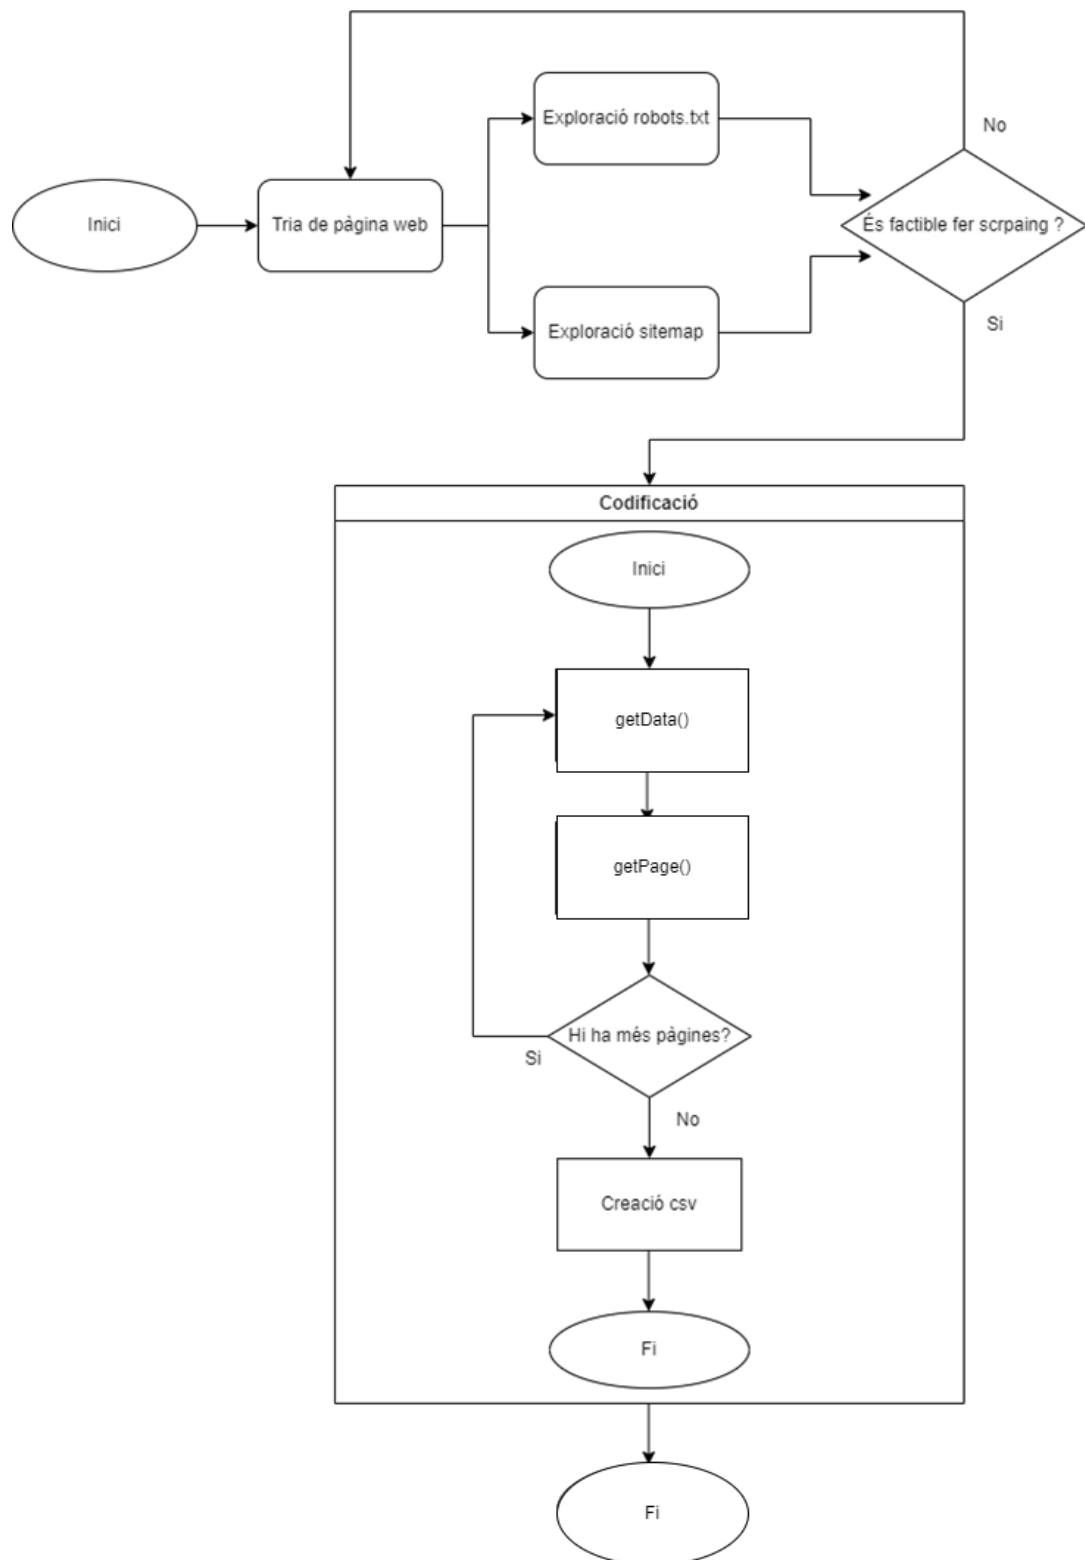 No
Exploració robots.txt
Inici
Tria de pàgina web
És factible fer scrpaing ?
Exploració sitemap
Si
Codificació
Inici
getData()
getPage()
Hi ha més pàgines?
Si
No
Creació csv
Fi
Fi